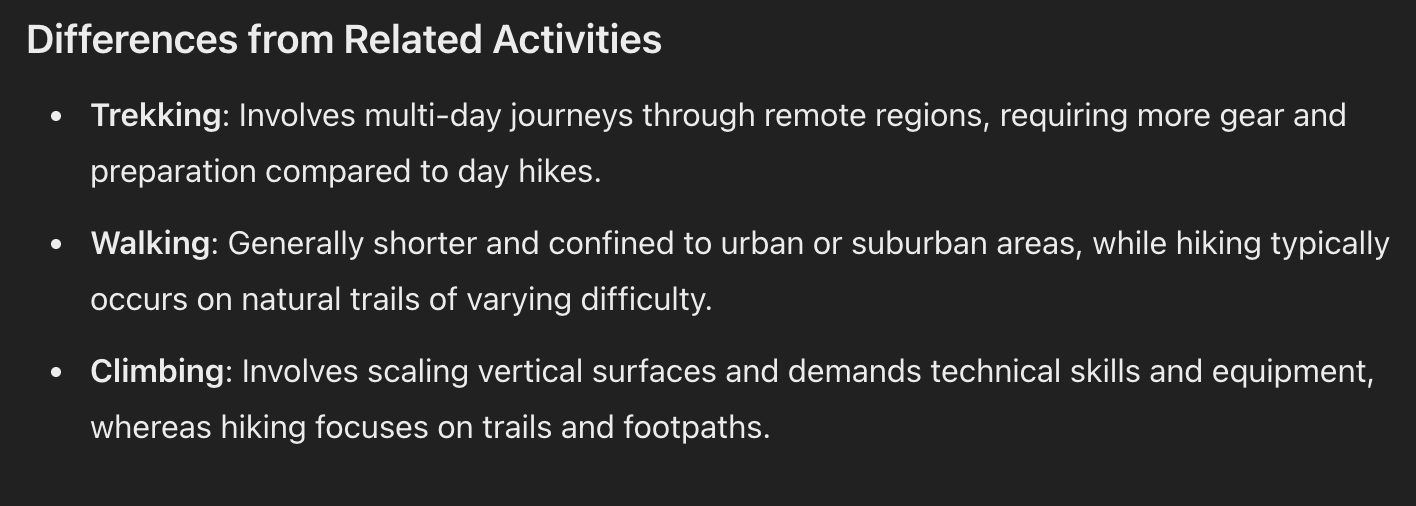 Differences from Related Activities
• Trekking: Involves multi-day journeys through remote regions, requiring more gear and
preparation compared to day hikes.
• Walking: Generally shorter and confined to urban or suburban areas, while hiking typically
occurs on natural trails of varying difficulty.
• Climbing: Involves scaling vertical surfaces and demands technical skills and equipment,
whereas hiking focuses on trails and footpaths.